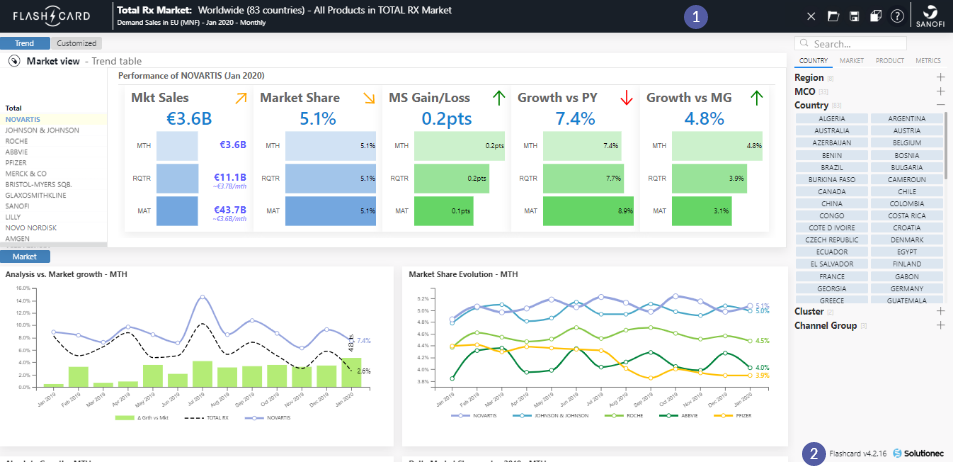 FLASH CARD
Total Rx Market: Worldwide (83 countries) - All Products in TOTAL RX Market
Demand Sales in EU (MNF) - Jan 2020 - Monthly
1
SANOFI
Trend Customized
Market view - Trend table
Performance of NOVARTIS (Jan 2020)
Total
NOVARTIS
JOHNSON & JOHNSON
ROCHE
ABBVIE
PFIZER
MERCK & CO
BRISTOL-MYERS SQB.
GLAXOSMITHKLINE
SANOFI
LILLY
NOVO NORDISK
AMGEN
Mkt Sales
€3.6B
MTH €3.6B
RQTR €11.1B
~€3.7B/mth
MAT €43.7B
~€3.6B/mth
Market Share
5.1%
MTH 5.1%
RQTR 5.1%
MAT 5.1%
MS Gain/Loss
0.2pts
MTH 0.2pts
RQTR 0.2pts
MAT 0.1pts
Growth vs PY
7.4%
MTH 7.4%
RQTR 7.7%
MAT 8.9%
Growth vs MG
4.8%
MTH 4.8%
RQTR 3.9%
MAT 3.1%
Market
Analysis vs. Market growth - MTH
16.0%
14.0%
12.0%
10.0%
8.0%
6.0%
4.0%
2.0%
0.0%
7.4%
2.6%
Jan 2019 Feb 2019 Mar 2019 Apr 2019 May 2019 Jun 2019 Jul 2019 Aug 2019 Sep 2019 Oct 2019 Nov 2019 Dec 2019 Jan 2020
Δ Grth vs Mkt TOTAL RX NOVARTIS
Market Share Evolution - MTH
5.2%
5.0%
4.8%
4.6%
4.4%
4.2%
4.0%
3.8%
5.1%
5.0%
4.5%
4.0%
3.9%
Jan 2019 Feb 2019 Mar 2019 Apr 2019 May 2019 Jun 2019 Jul 2019 Aug 2019 Sep 2019 Oct 2019 Nov 2019 Dec 2019 Jan 2020
NOVARTIS JOHNSON & JOHNSON ROCHE ABBVIE PFIZER
Search...
COUNTRY MARKET PRODUCT METRICS
Region
MCO
Country
ALGERIA ARGENTINA
AUSTRALIA AUSTRIA
AZERBAIJAN BELGIUM
BENIN BOSNIA
BRAZIL BULGARIA
BURKINA FASO CAMEROUN
CANADA CHILE
CHINA COLOMBIA
CONGO COSTA RICA
COTE D IVOIRE CROATIA
CZECH REPUBLIC DENMARK
ECUADOR EGYPT
EL SALVADOR FINLAND
FRANCE GABON
GEORGIA GERMANY
GREECE GUATEMALA
Cluster
Channel Group
2
Flashcard v4.2.16 Solutionec